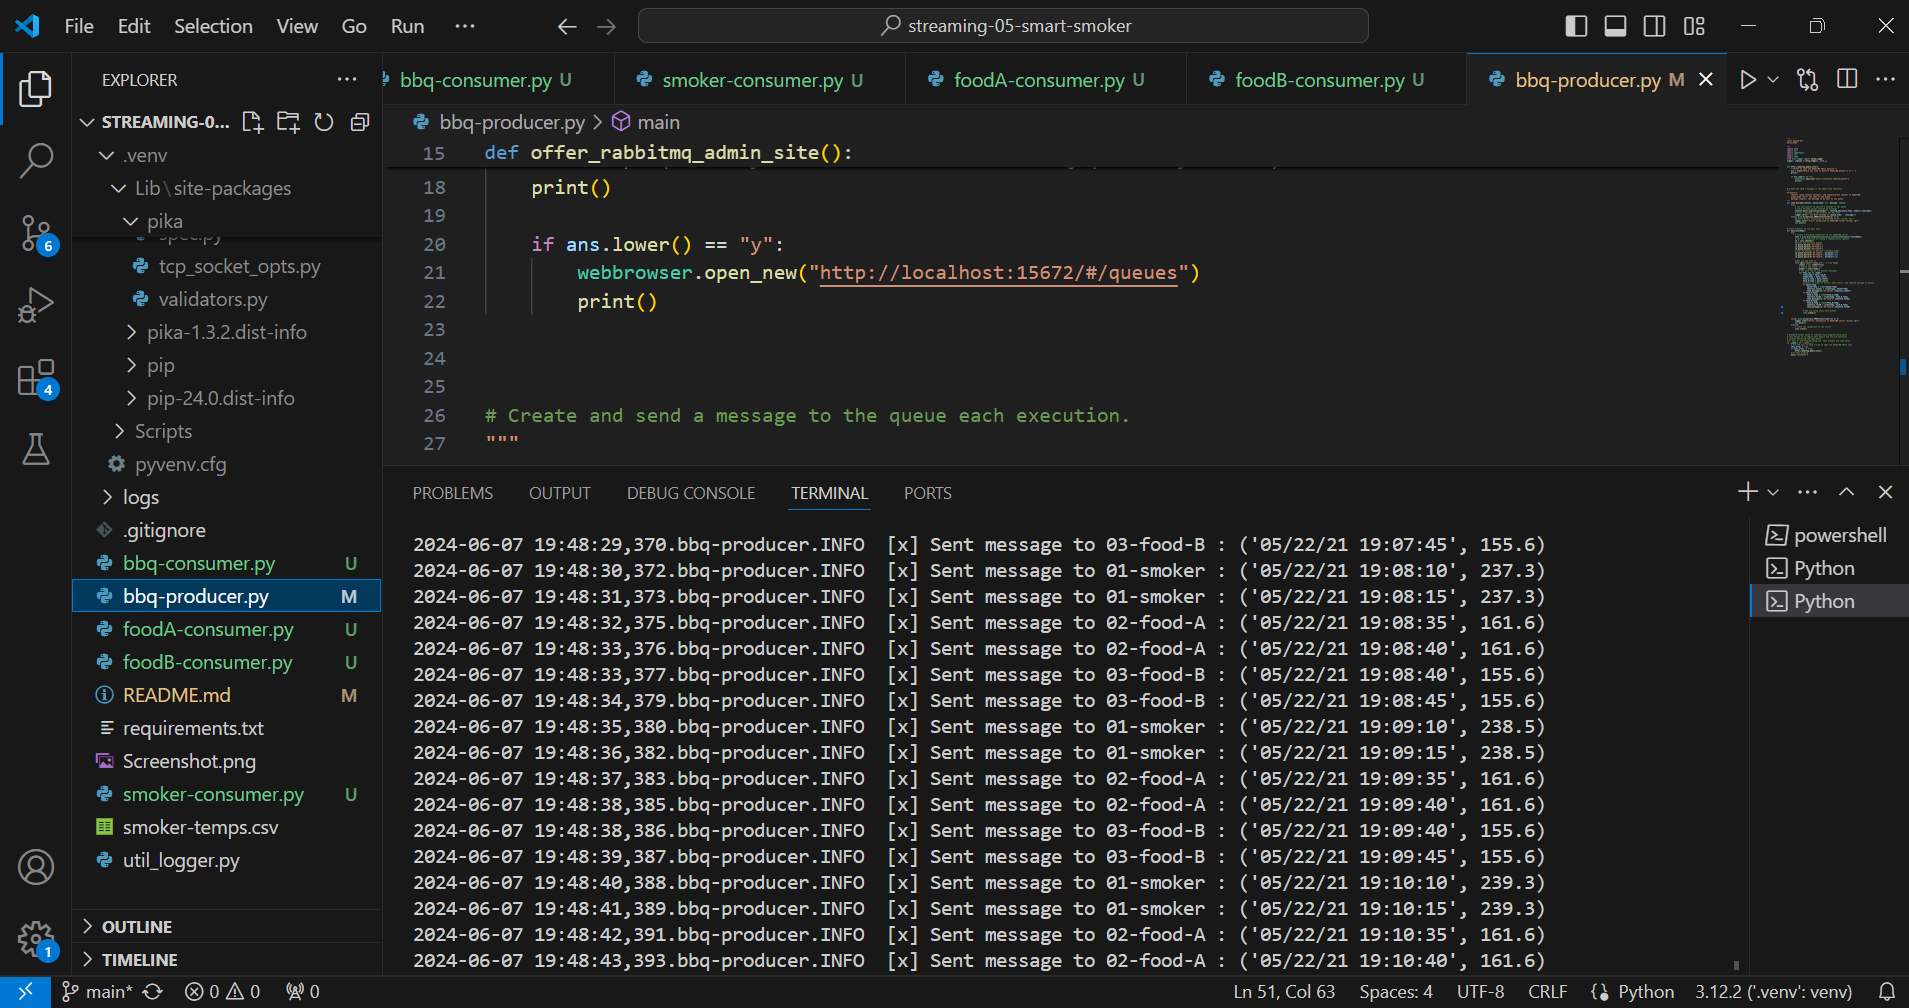 File Edit Selection View Go Run ···
streaming-05-smart-smoker
EXPLORER ···
STREAMING-0...
.venv
Lib\site-packages
pika
spec.py
tcp_socket_opts.py
validators.py
pika-1.3.2.dist-info
pip
pip-24.0.dist-info
Scripts
pyvenv.cfg
logs
.gitignore
bbq-consumer.py U
bbq-producer.py M
foodA-consumer.py U
foodB-consumer.py U
README.md M
requirements.txt
Screenshot.png
smoker-consumer.py U
smoker-temps.csv
util_logger.py
OUTLINE
TIMELINE
6
4
1
bbq-consumer.py U smoker-consumer.py U foodA-consumer.py U foodB-consumer.py U bbq-producer.py M
bbq-producer.py > main
15 def offer_rabbitmq_admin_site():
18 print()
19
20 if ans.lower() == "y":
21 webbrowser.open_new("http://localhost:15672/#/queues")
22 print()
23
24
25
26 # Create and send a message to the queue each execution.
27 """
PROBLEMS OUTPUT DEBUG CONSOLE TERMINAL PORTS
2024-06-07 19:48:29,370.bbq-producer.INFO [x] Sent message to 03-food-B : ('05/22/21 19:07:45', 155.6)
2024-06-07 19:48:30,372.bbq-producer.INFO [x] Sent message to 01-smoker : ('05/22/21 19:08:10', 237.3)
2024-06-07 19:48:31,373.bbq-producer.INFO [x] Sent message to 01-smoker : ('05/22/21 19:08:15', 237.3)
2024-06-07 19:48:32,375.bbq-producer.INFO [x] Sent message to 02-food-A : ('05/22/21 19:08:35', 161.6)
2024-06-07 19:48:33,376.bbq-producer.INFO [x] Sent message to 02-food-A : ('05/22/21 19:08:40', 161.6)
2024-06-07 19:48:33,377.bbq-producer.INFO [x] Sent message to 03-food-B : ('05/22/21 19:08:40', 155.6)
2024-06-07 19:48:34,379.bbq-producer.INFO [x] Sent message to 03-food-B : ('05/22/21 19:08:45', 155.6)
2024-06-07 19:48:35,380.bbq-producer.INFO [x] Sent message to 01-smoker : ('05/22/21 19:09:10', 238.5)
2024-06-07 19:48:36,382.bbq-producer.INFO [x] Sent message to 01-smoker : ('05/22/21 19:09:15', 238.5)
2024-06-07 19:48:37,383.bbq-producer.INFO [x] Sent message to 02-food-A : ('05/22/21 19:09:35', 161.6)
2024-06-07 19:48:38,385.bbq-producer.INFO [x] Sent message to 02-food-A : ('05/22/21 19:09:40', 161.6)
2024-06-07 19:48:38,386.bbq-producer.INFO [x] Sent message to 03-food-B : ('05/22/21 19:09:40', 155.6)
2024-06-07 19:48:39,387.bbq-producer.INFO [x] Sent message to 03-food-B : ('05/22/21 19:09:45', 155.6)
2024-06-07 19:48:40,388.bbq-producer.INFO [x] Sent message to 01-smoker : ('05/22/21 19:10:10', 239.3)
2024-06-07 19:48:41,389.bbq-producer.INFO [x] Sent message to 01-smoker : ('05/22/21 19:10:15', 239.3)
2024-06-07 19:48:42,391.bbq-producer.INFO [x] Sent message to 02-food-A : ('05/22/21 19:10:35', 161.6)
2024-06-07 19:48:43,393.bbq-producer.INFO [x] Sent message to 02-food-A : ('05/22/21 19:10:40', 161.6)
powershell
Python
Python
main* 0 0 0 Ln 51, Col 63 Spaces: 4 UTF-8 CRLF {} Python 3.12.2 ('.venv': venv)